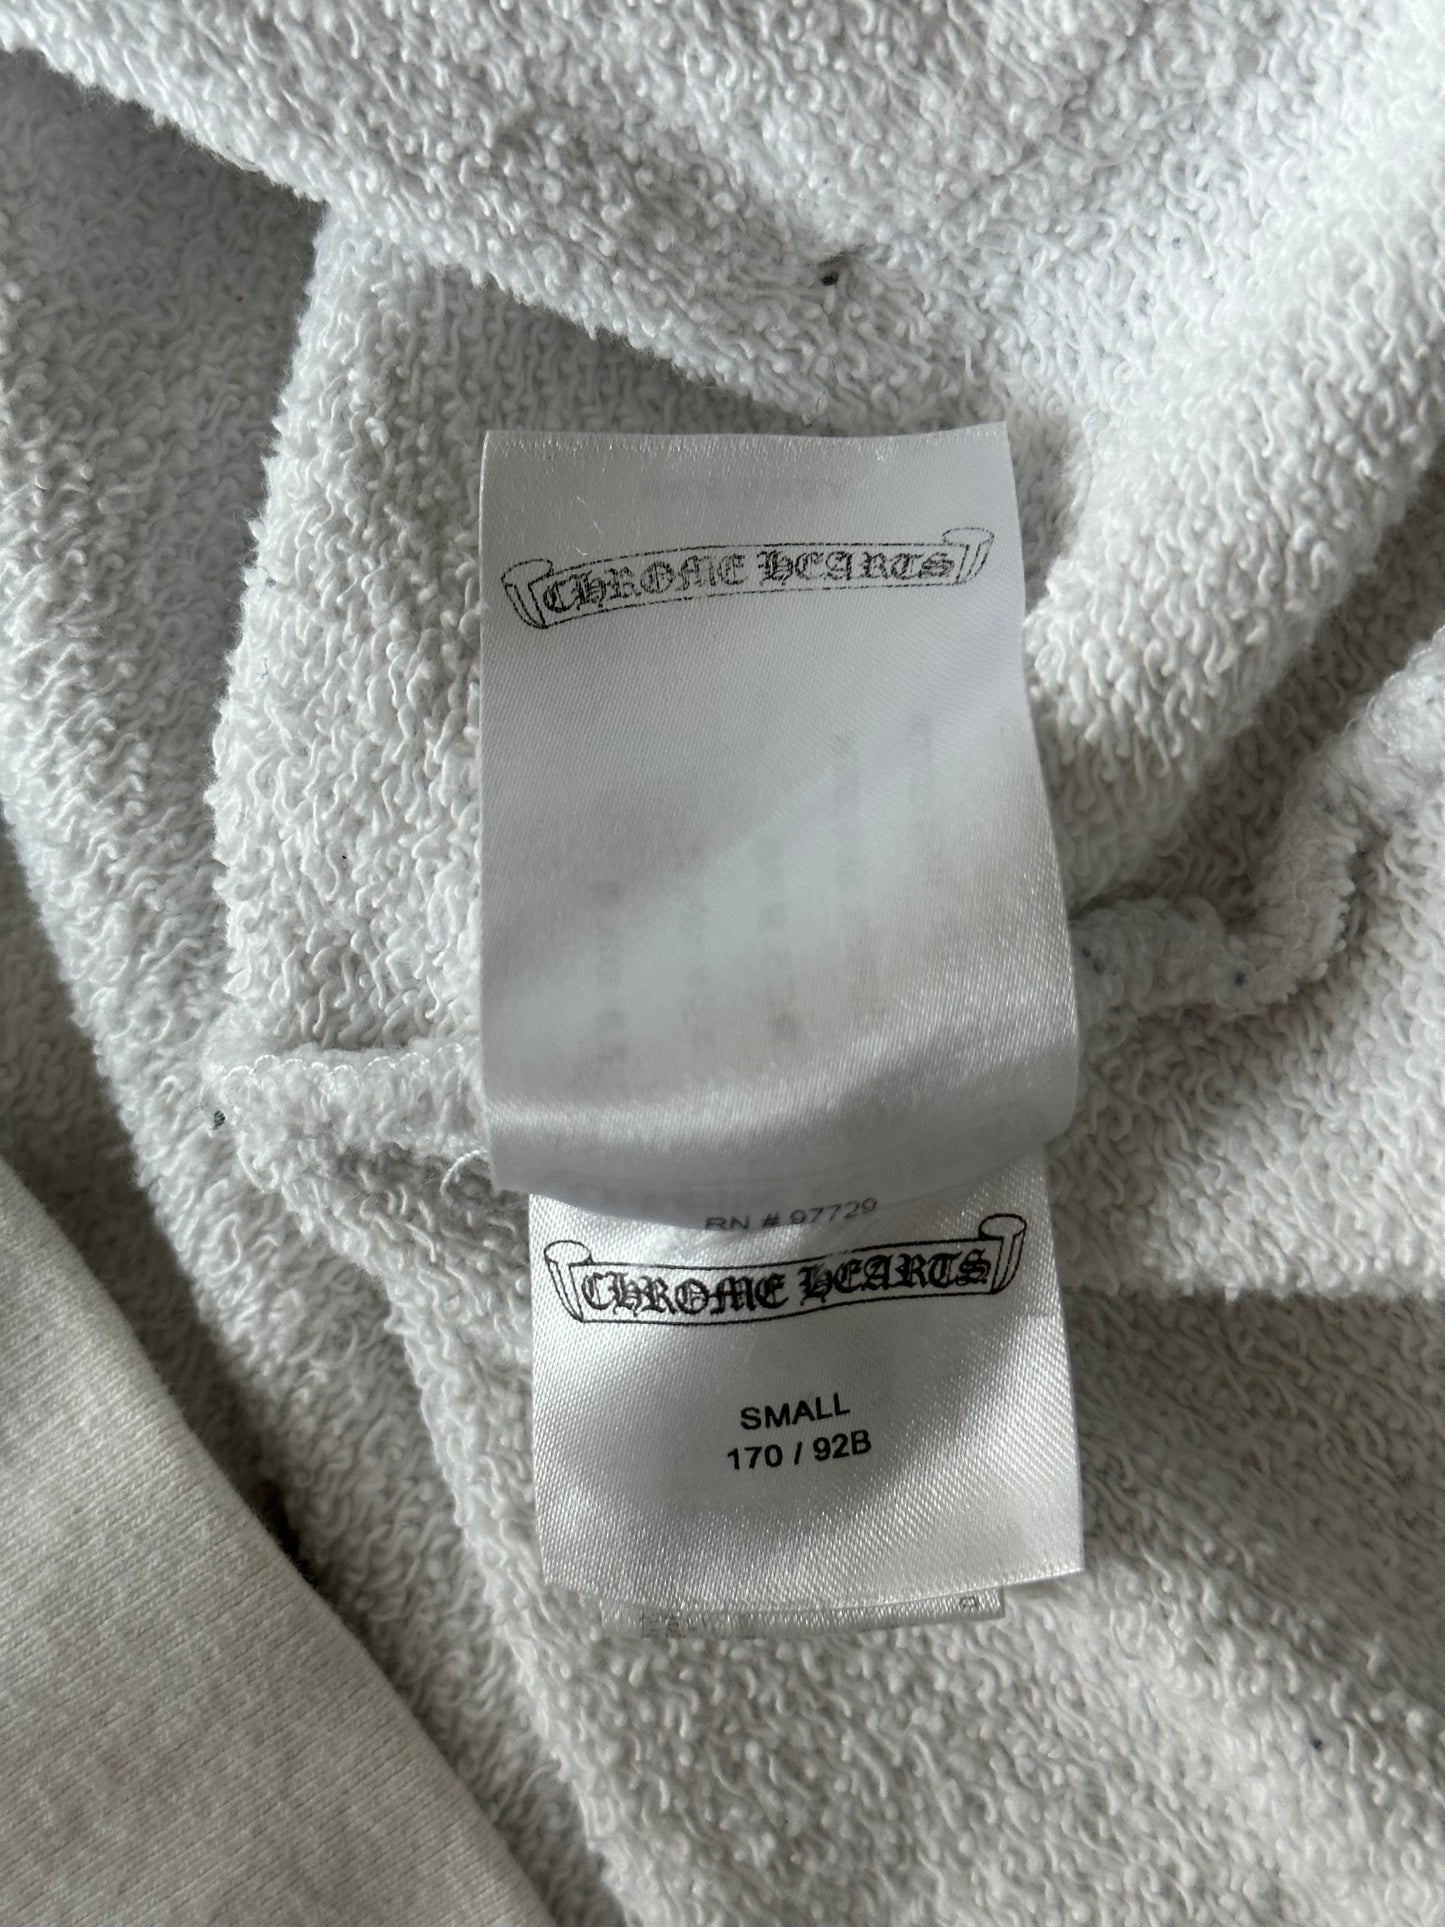 CHROME HEARTS
RN # 97729
CHROME HEARTS
SMALL
170 / 92B